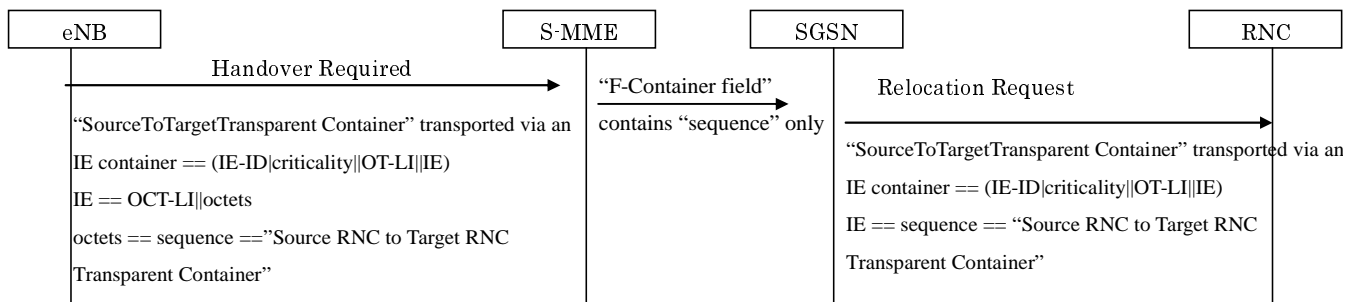 eNB
S-MME
SGSN
RNC
Handover Required
"F-Container field"
contains "sequence" only
Relocation Request
"SourceToTargetTransparent Container" transported via an
IE container == (IE-ID|criticality||OT-LI||IE)
IE == OCT-LI||octets
octets == sequence =="Source RNC to Target RNC
Transparent Container"
"SourceToTargetTransparent Container" transported via an
IE container == (IE-ID|criticality||OT-LI||IE)
IE == sequence == "Source RNC to Target RNC
Transparent Container"